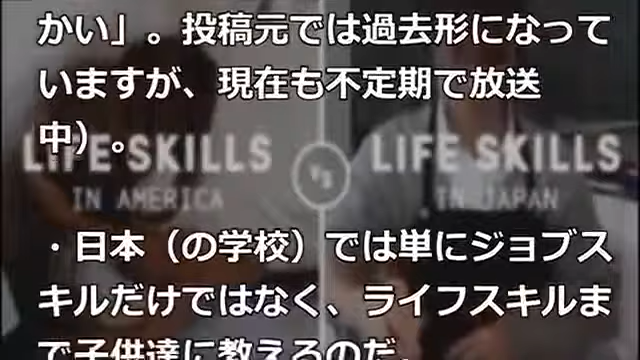 かい」。投稿元では過去形になって
いますが、現在も不定期で放送
中）。
LIFE SKILLS
IN AMERICA
VS
LIFE SKILLS
IN JAPAN
・日本（の学校）では単にジョブス
キルだけではなく、ライフスキルま
で子供達に教えるのだ。